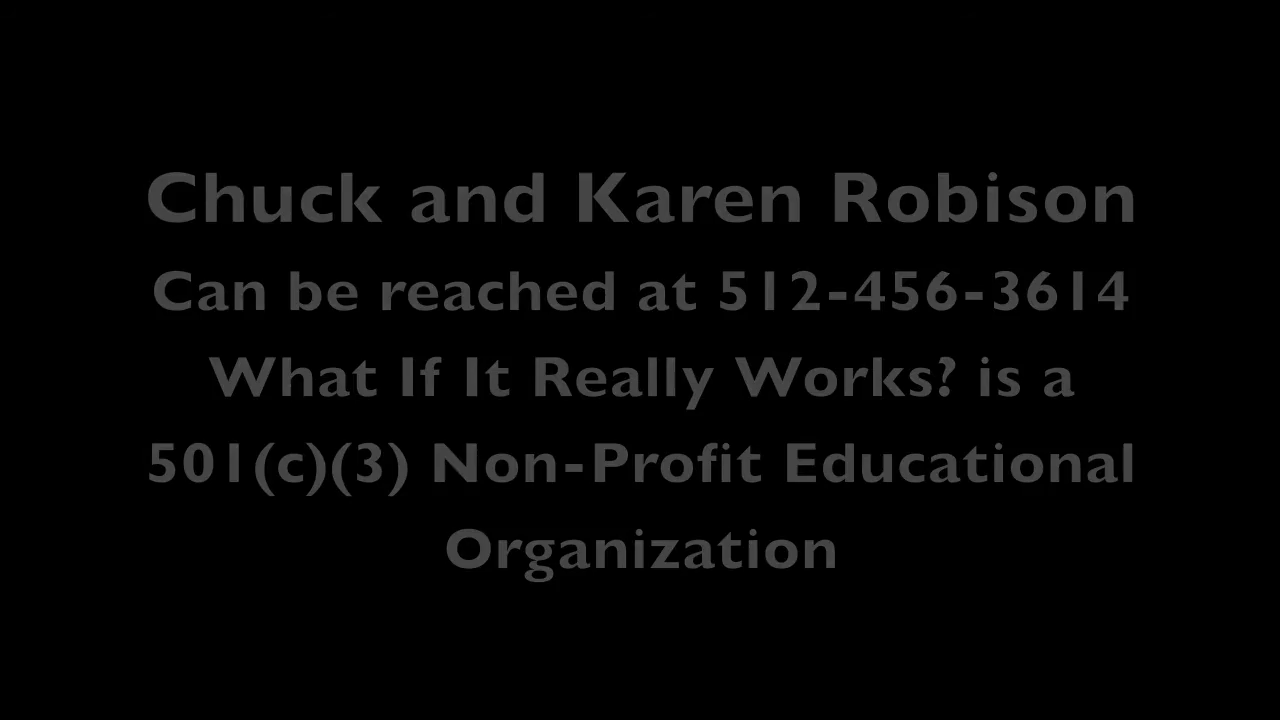 Chuck and Karen Robison
Can be reached at 512-456-3614
What If It Really Works? is a
501(c)(3) Non-Profit Educational
Organization